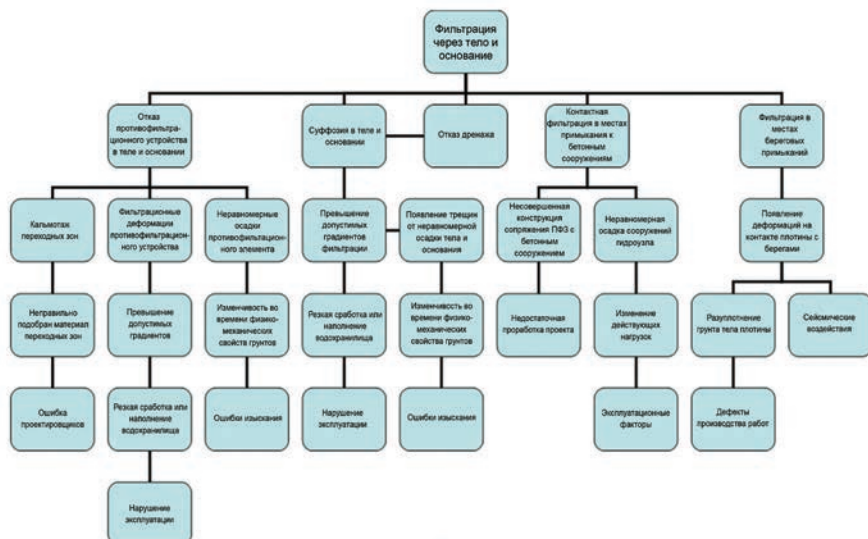 Фильтрация
через тело и
основание
Отказ
противофильтра-
ционного устройства
в теле и основании
Суффозия в теле и
основании
Отказ дренажа
Контактная
фильтрация в местах
примыкания к
бетонным
сооружениям
Фильтрация в
местах
береговых
примыканий
Кальмотаж
переходных зон
Фильтрационные
деформации
противофильтрацион-
ного устройства
Неравномерные
осадки
противофильтацион-
ного элемента
Превышение
допустимых
градиентов
фильтрации
Появление трещин
от неравномерной
осадки тела и
основания
Несовершенная
конструкция
сопряжения ПФЗ с
бетонным
сооружением
Неравномерная
осадка сооружений
гидроузла
Появление
деформаций на
контакте плотины с
берегами
Неправильно
подобран материал
переходных зон
Превышение
допустимых
градиентов
Изменчивость во
времени физико-
механических
свойств грунтов
Резкая сработка или
наполнение
водохранилища
Изменчивость во
времени физико-
механических
свойства грунтов
Недостаточная
проработка проекта
Изменение
действующих
нагрузок
Разуплотнение
грунта тела плотины
Сейсмические
воздействия
Ошибка
проектировщиков
Резкая сработка или
наполнение
водохранилища
Ошибки изыскания
Нарушение
эксплуатации
Ошибки изыскания
Эксплуатационные
факторы
Дефекты
производства работ
Нарушение
эксплуатации